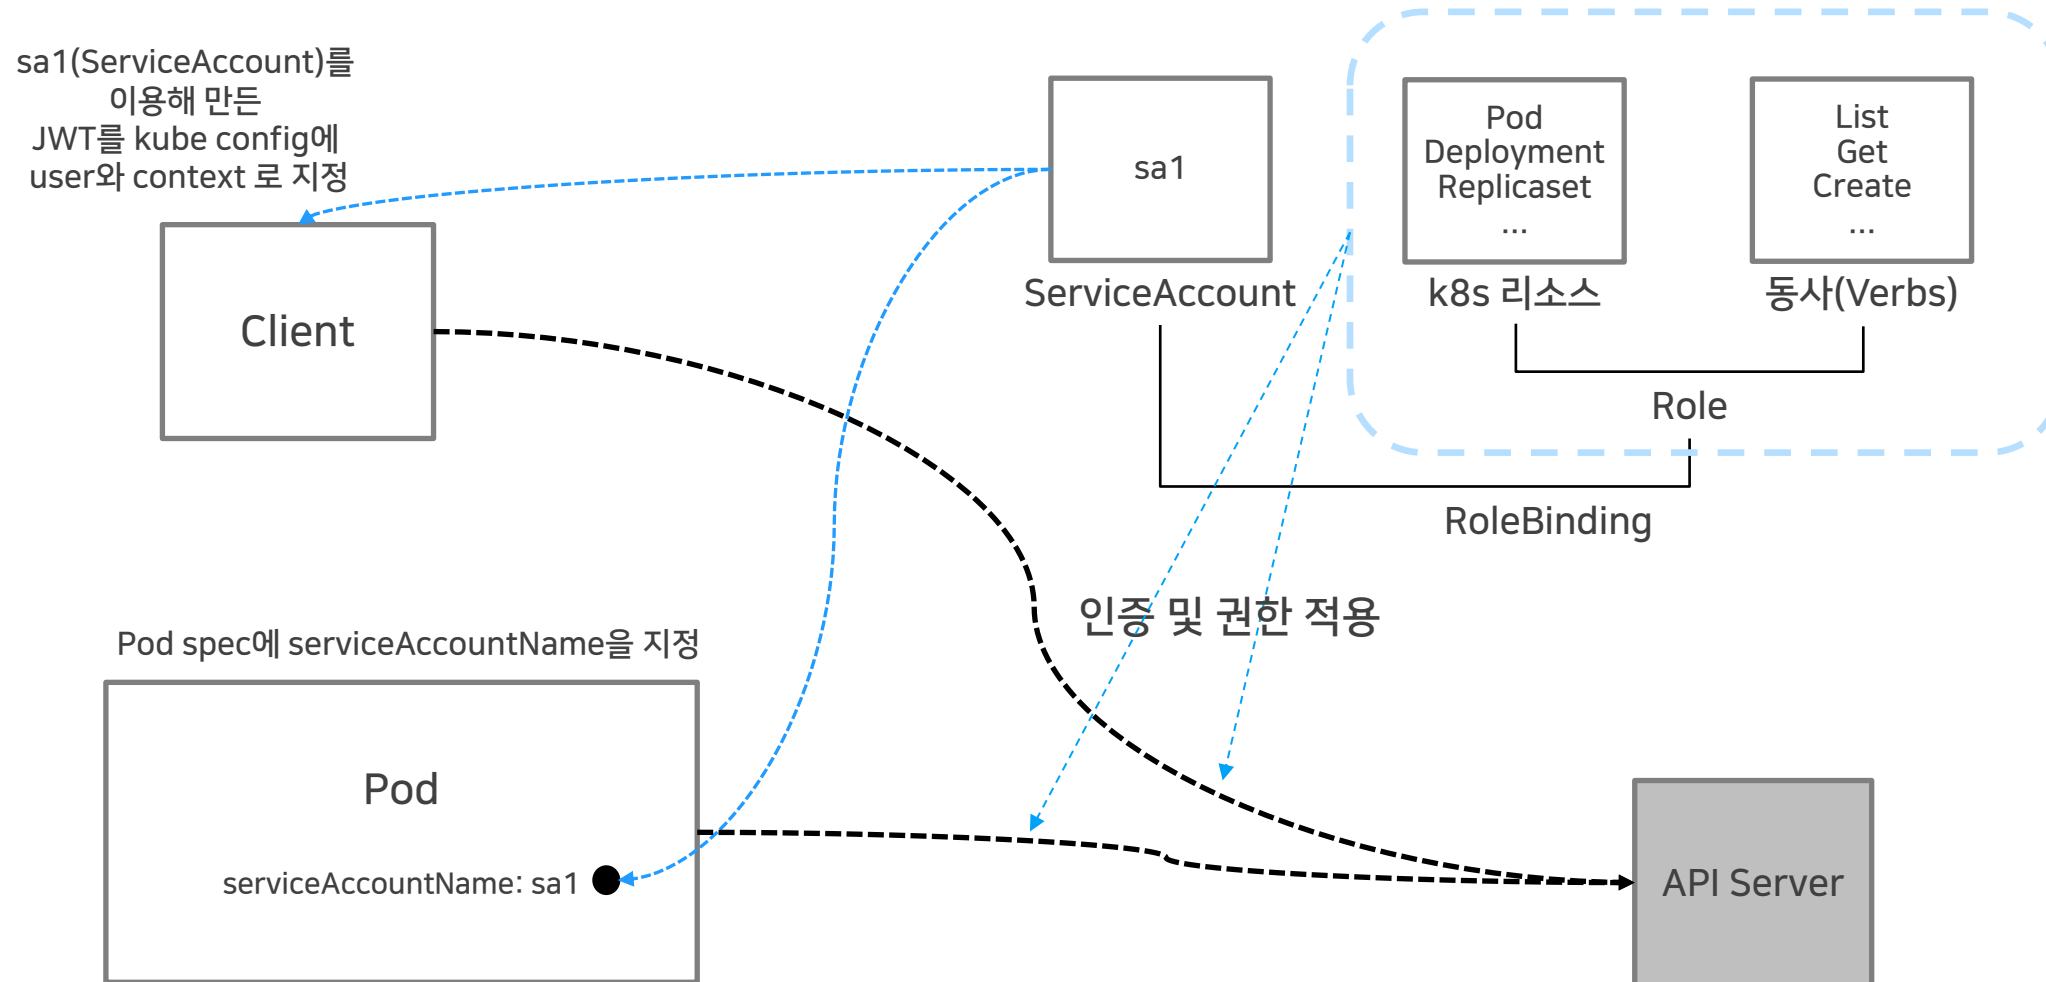 sa1(ServiceAccount)를
이용해 만든
JWT를 kube config에
user와 context 로 지정
Client
sa1
ServiceAccount
Pod
Deployment
Replicaset
...
k8s 리소스
List
Get
Create
...
동사(Verbs)
Role
RoleBinding
인증 및 권한 적용
Pod spec에 serviceAccountName을 지정
Pod
serviceAccountName: sa1
API Server